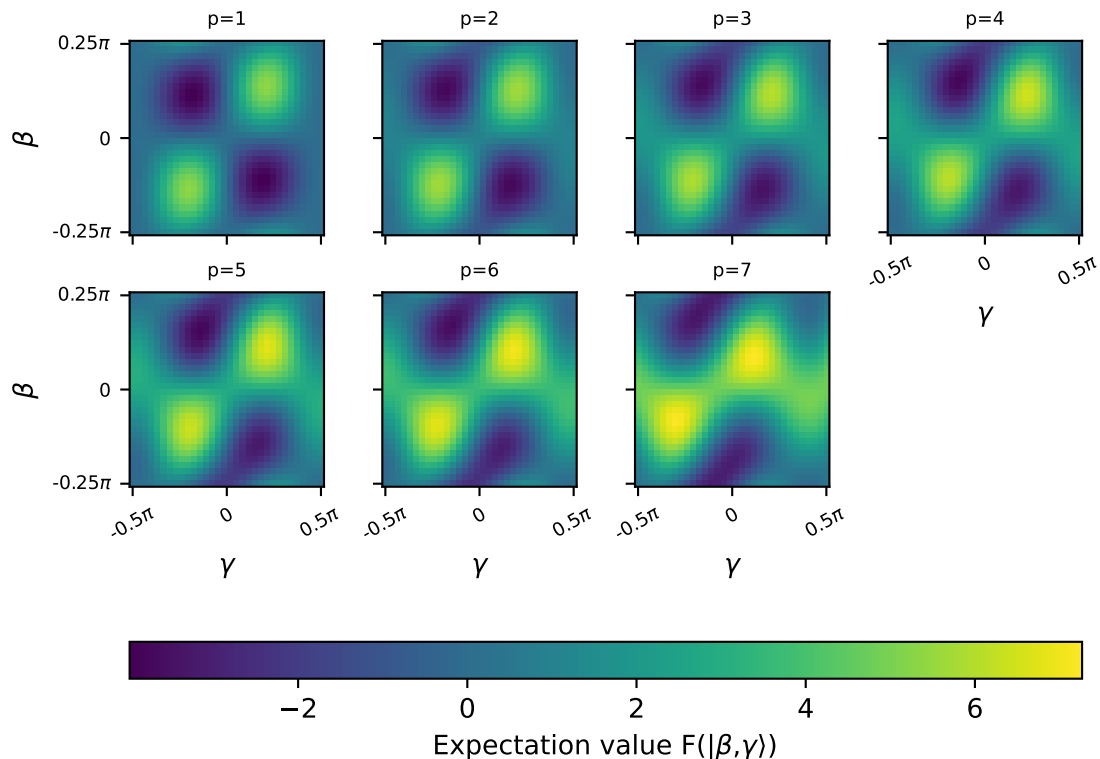 p=1 p=2 p=3 p=4
0.25π
β 0
-0.25π
-0.5π 0 0.5π
γ
p=5 p=6 p=7
0.25π
β 0
-0.25π
-0.5π 0 0.5π -0.5π 0 0.5π -0.5π 0 0.5π
γ γ γ
−2 0 2 4 6
Expectation value F(|β,γ⟩)